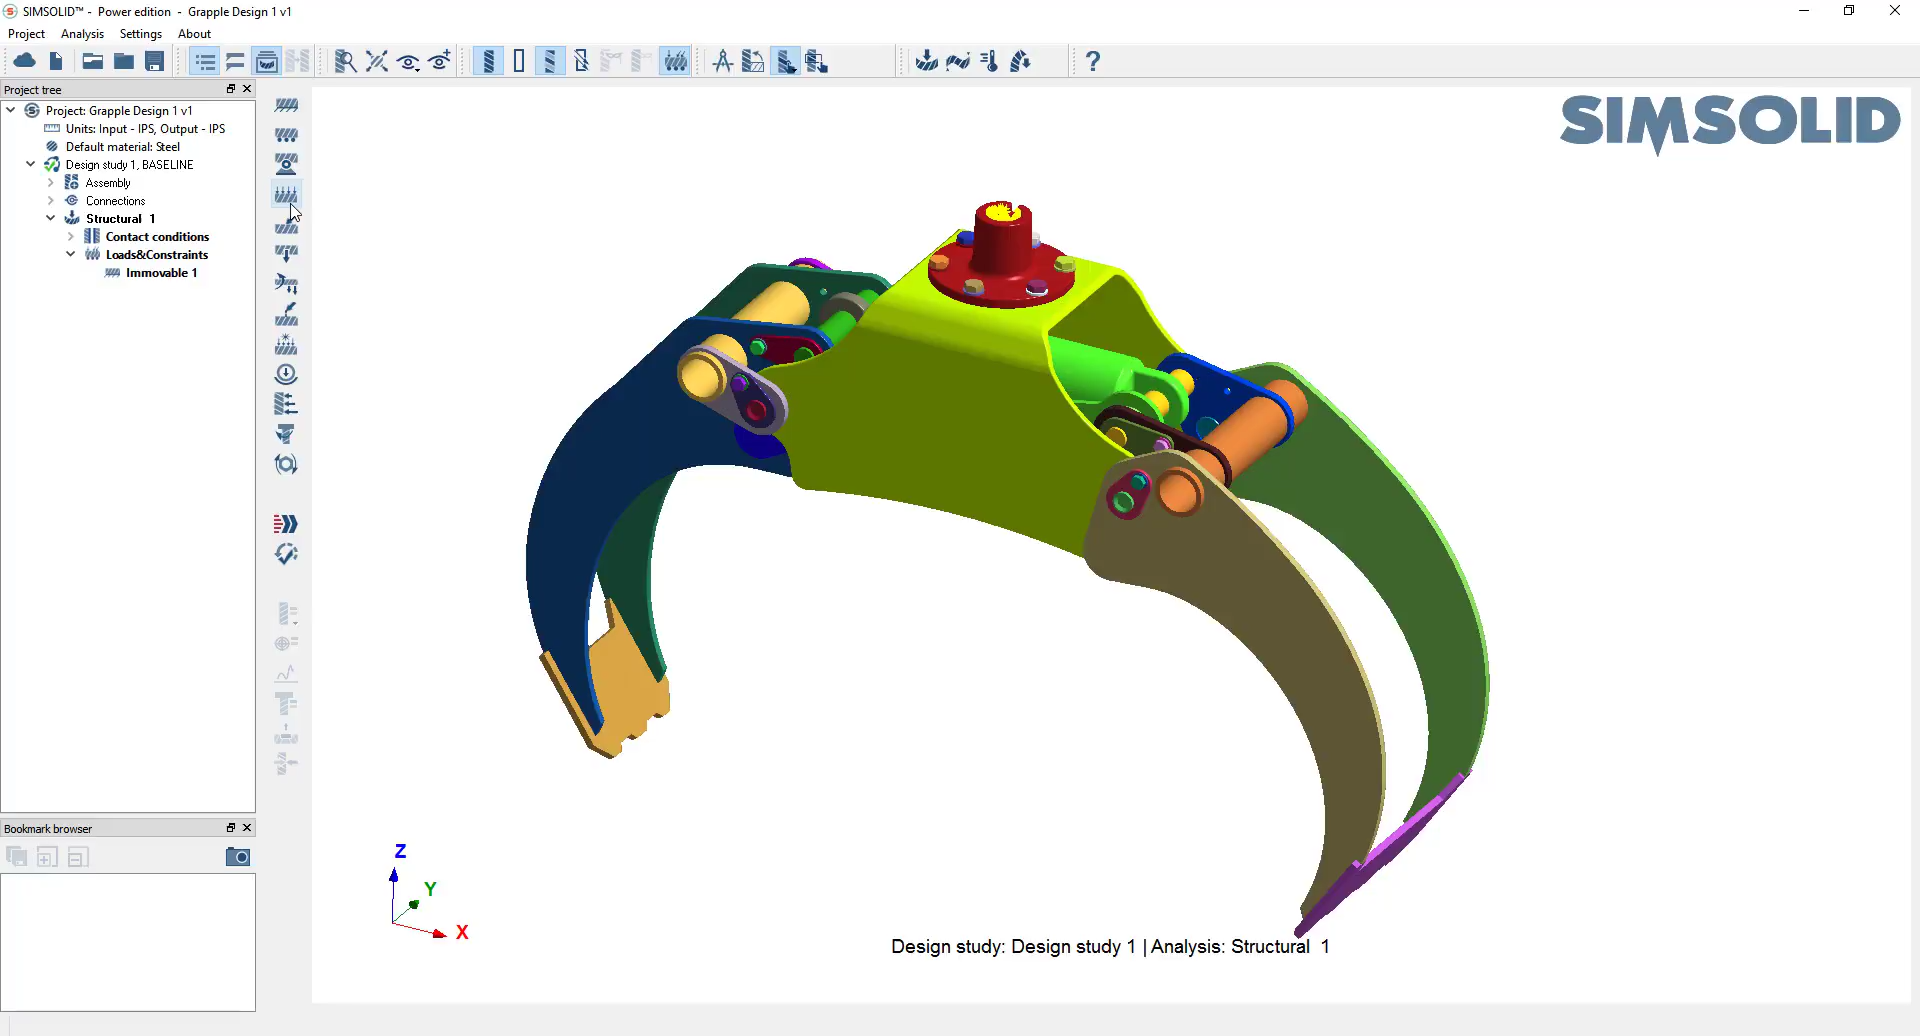 SIMSOLID™ - Power edition - Grapple Design 1 v1
Project Analysis Settings About
Project tree
Project: Grapple Design 1 v1
Units: Input - IPS, Output - IPS
Default material: Steel
Design study 1, BASELINE
Assembly
Connections
Structural 1
Contact conditions
Loads&Constraints
Immovable 1
SIMSOLID
Bookmark browser
Z
Y
X
Design study: Design study 1 | Analysis: Structural 1